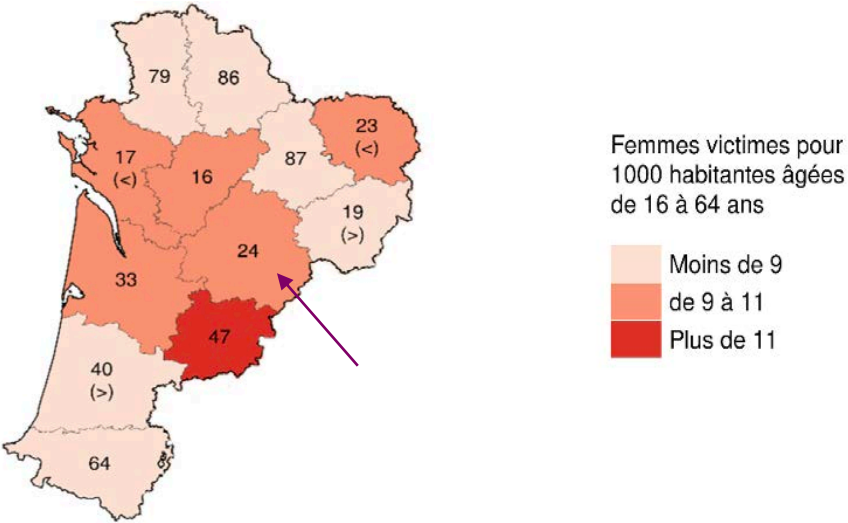 79
86
23
(<)
17
(<)
87
16
19
(>)
24
33
47
40
(>)
64
Femmes victimes pour
1000 habitantes âgées
de 16 à 64 ans
Moins de 9
de 9 à 11
Plus de 11